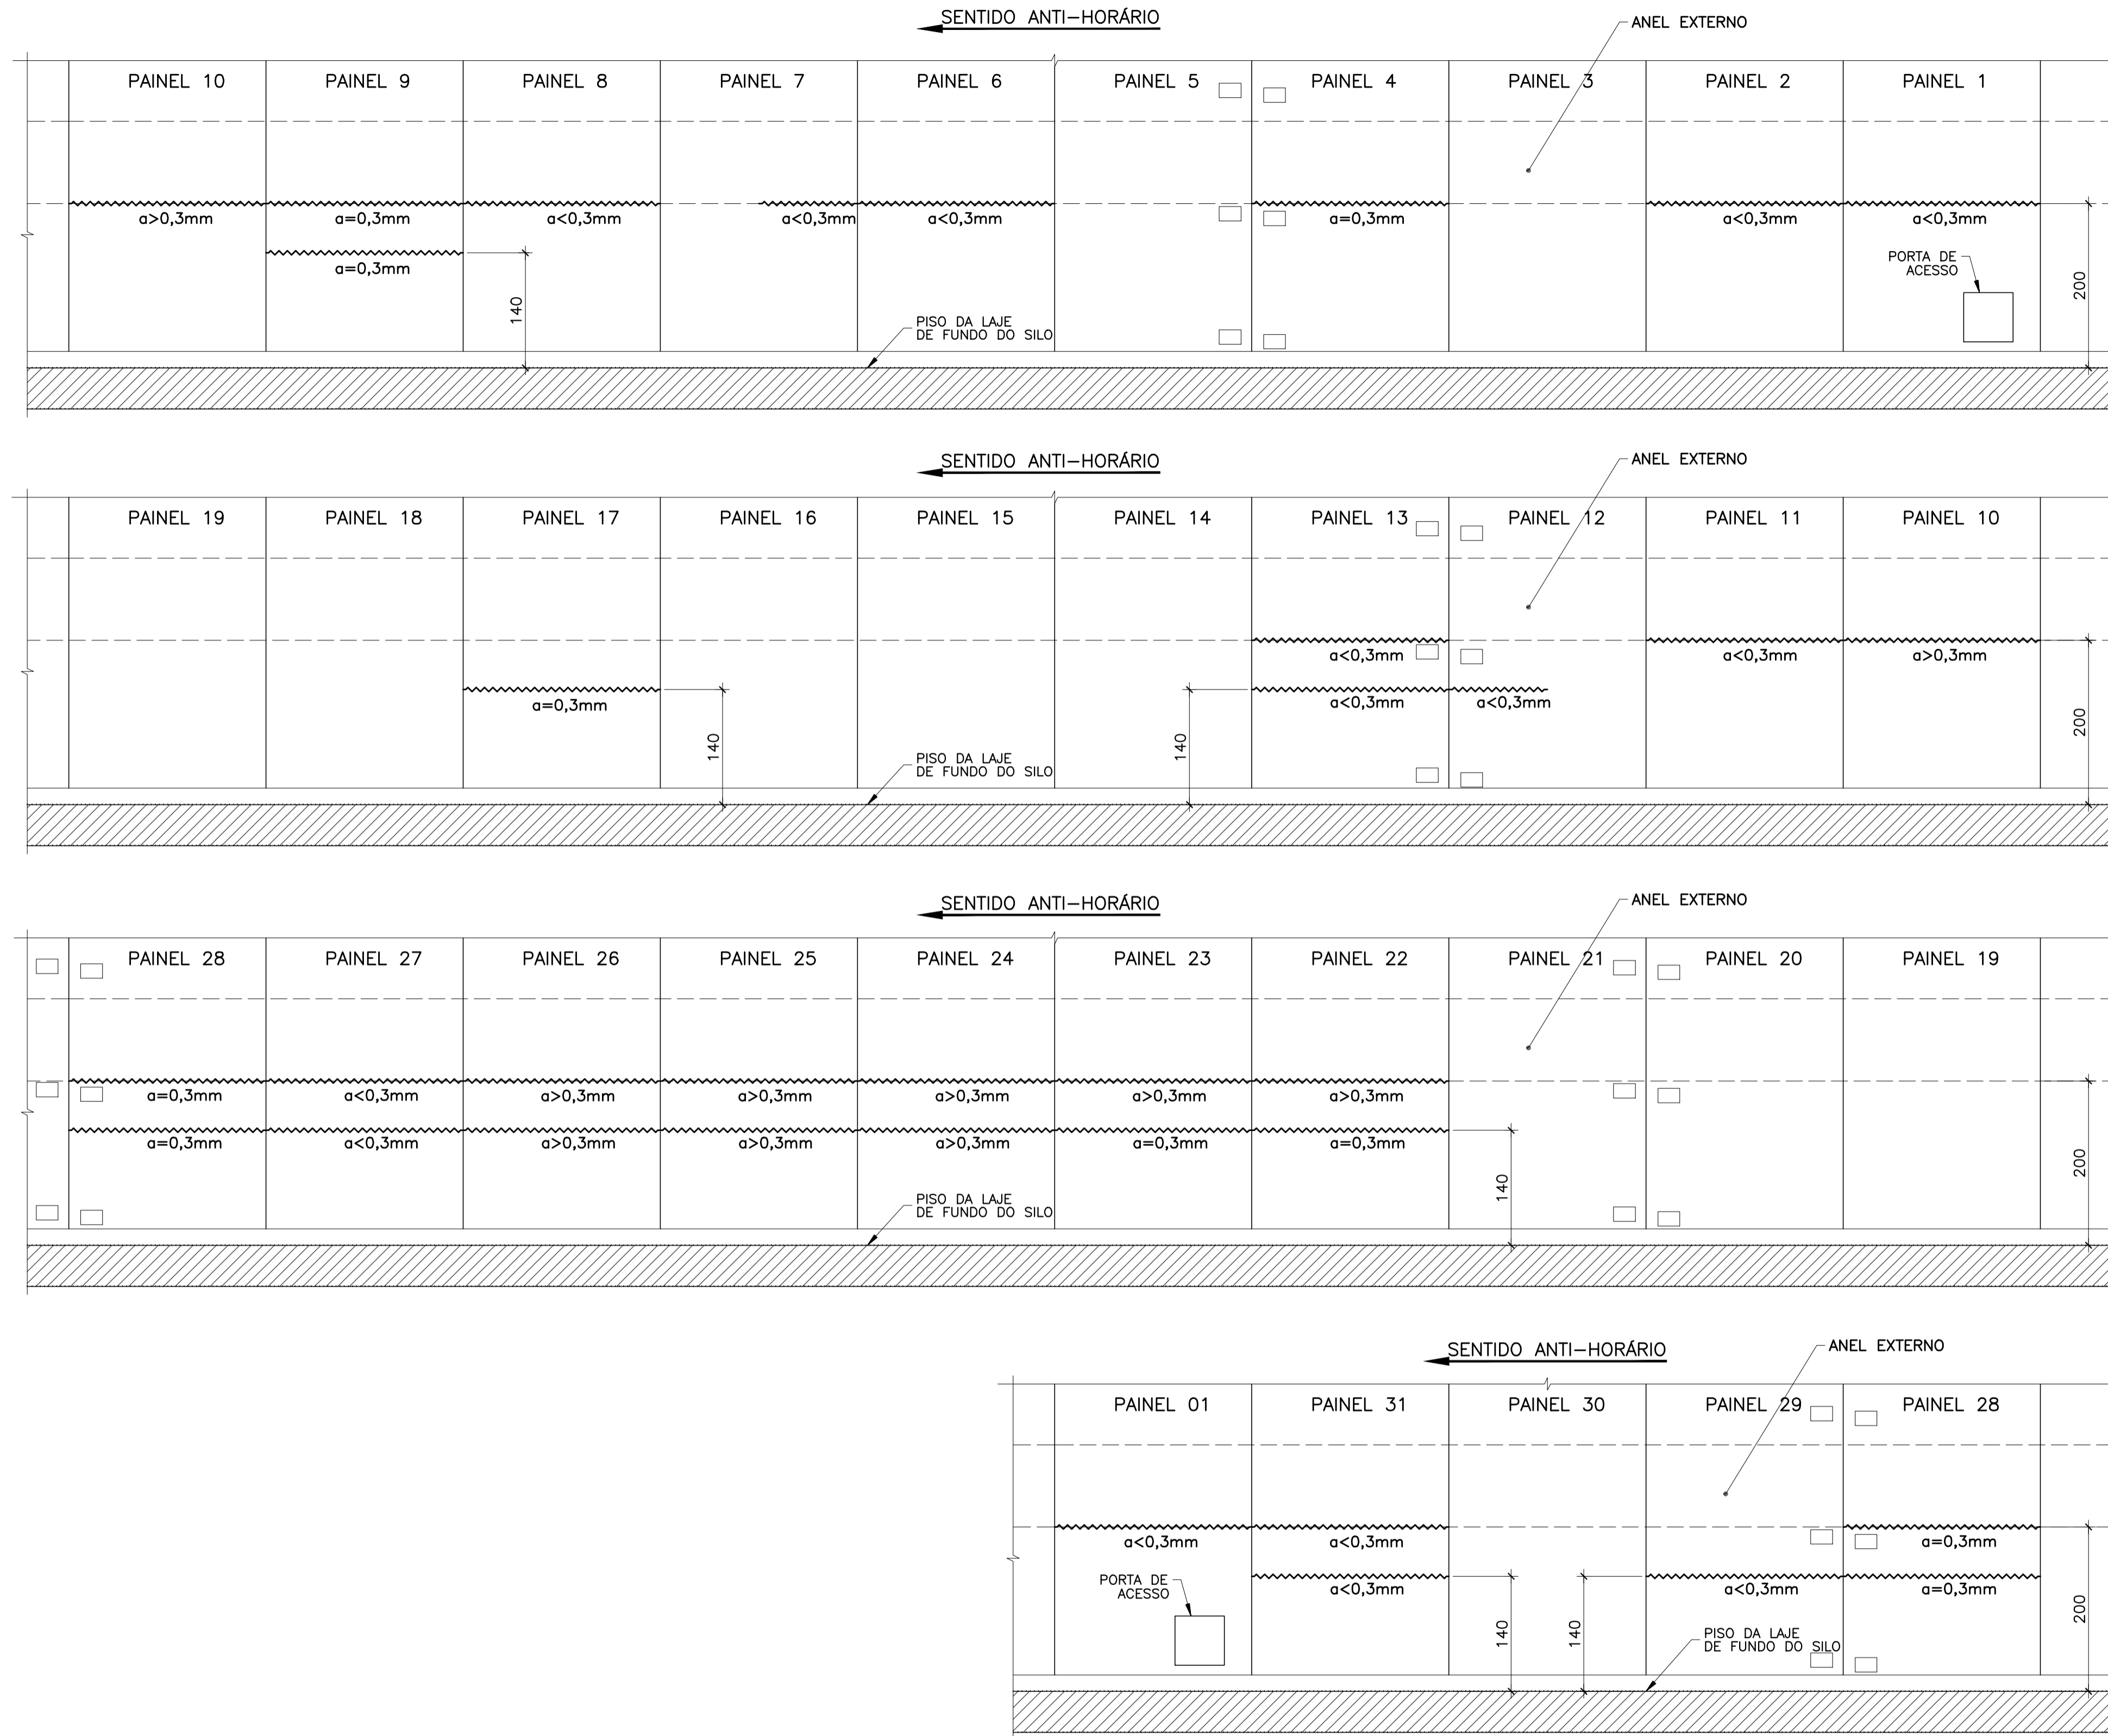 SENTIDO ANTI-HORÁRIO
ANEL EXTERNO
PAINEL 10 PAINEL 9 PAINEL 8 PAINEL 7 PAINEL 6 PAINEL 5 PAINEL 4 PAINEL 3 PAINEL 2 PAINEL 1
a>0,3mm a=0,3mm a<0,3mm a<0,3mm a<0,3mm a=0,3mm a<0,3mm a<0,3mm
a=0,3mm
PORTA DE
ACESSO
140
200
PISO DA LAJE
DE FUNDO DO SILO
SENTIDO ANTI-HORÁRIO
ANEL EXTERNO
PAINEL 19 PAINEL 18 PAINEL 17 PAINEL 16 PAINEL 15 PAINEL 14 PAINEL 13 PAINEL 12 PAINEL 11 PAINEL 10
a<0,3mm a<0,3mm a>0,3mm
a=0,3mm a<0,3mm a<0,3mm
140
140
200
PISO DA LAJE
DE FUNDO DO SILO
SENTIDO ANTI-HORÁRIO
ANEL EXTERNO
PAINEL 28 PAINEL 27 PAINEL 26 PAINEL 25 PAINEL 24 PAINEL 23 PAINEL 22 PAINEL 21 PAINEL 20 PAINEL 19
a=0,3mm a<0,3mm a>0,3mm a>0,3mm a>0,3mm a>0,3mm a>0,3mm
a=0,3mm a<0,3mm a>0,3mm a>0,3mm a>0,3mm a=0,3mm a=0,3mm
140
200
PISO DA LAJE
DE FUNDO DO SILO
SENTIDO ANTI-HORÁRIO
ANEL EXTERNO
PAINEL 01 PAINEL 31 PAINEL 30 PAINEL 29 PAINEL 28
a<0,3mm a<0,3mm a=0,3mm
PORTA DE
ACESSO
a<0,3mm a<0,3mm a=0,3mm
140
140
200
PISO DA LAJE
DE FUNDO DO SILO